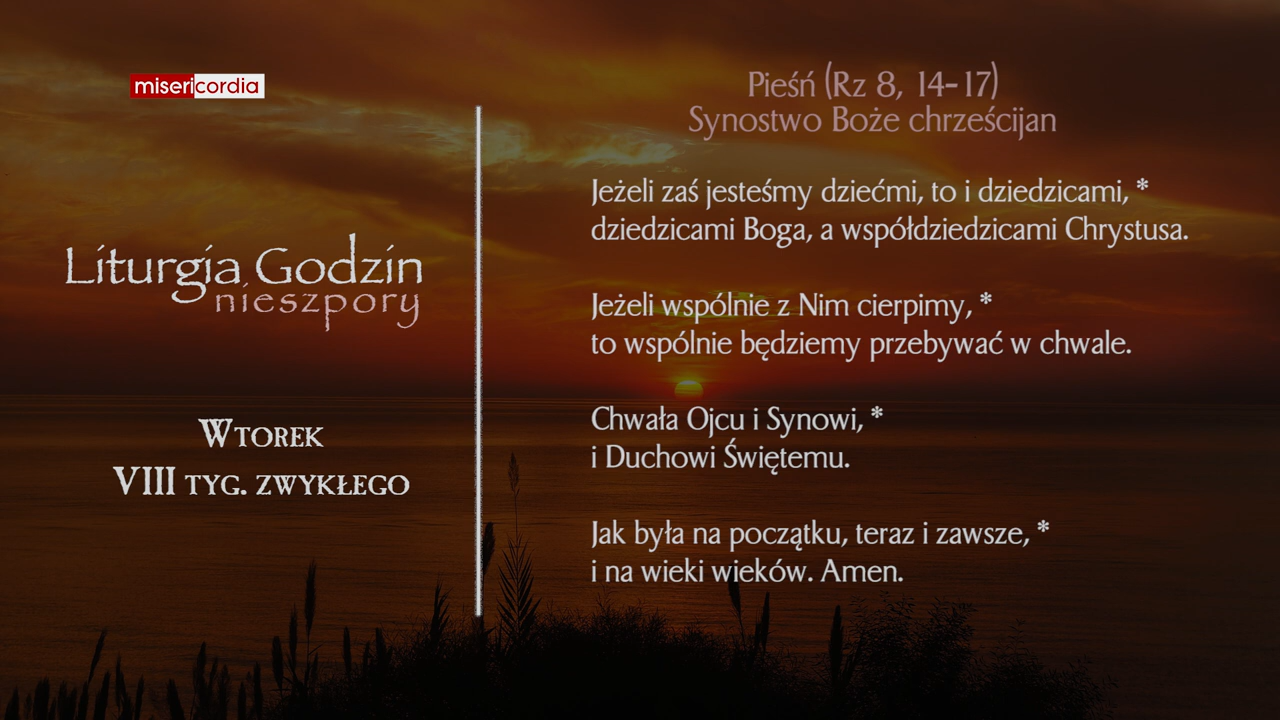 misericordia
Liturgia Godzin
nieszpory
Wtorek
VIII tyg. zwykłego
Pieśń (Rz 8, 14-17)
Synostwo Boże chrześcijan
Jeżeli zaś jesteśmy dziećmi, to i dziedzicami, *
dziedzicami Boga, a współdziedzicami Chrystusa.
Jeżeli wspólnie z Nim cierpimy, *
to wspólnie będziemy przebywać w chwale.
Chwała Ojcu i Synowi, *
i Duchowi Świętemu.
Jak była na początku, teraz i zawsze, *
i na wieki wieków. Amen.